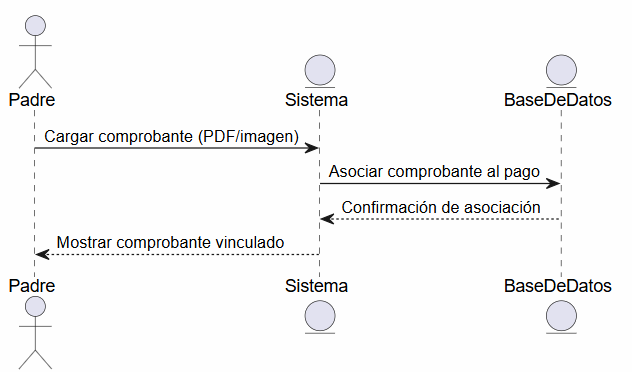 Padre
Sistema
BaseDeDatos
Cargar comprobante (PDF/imagen)
Asociar comprobante al pago
Confirmación de asociación
Mostrar comprobante vinculado
Padre
Sistema
BaseDeDatos